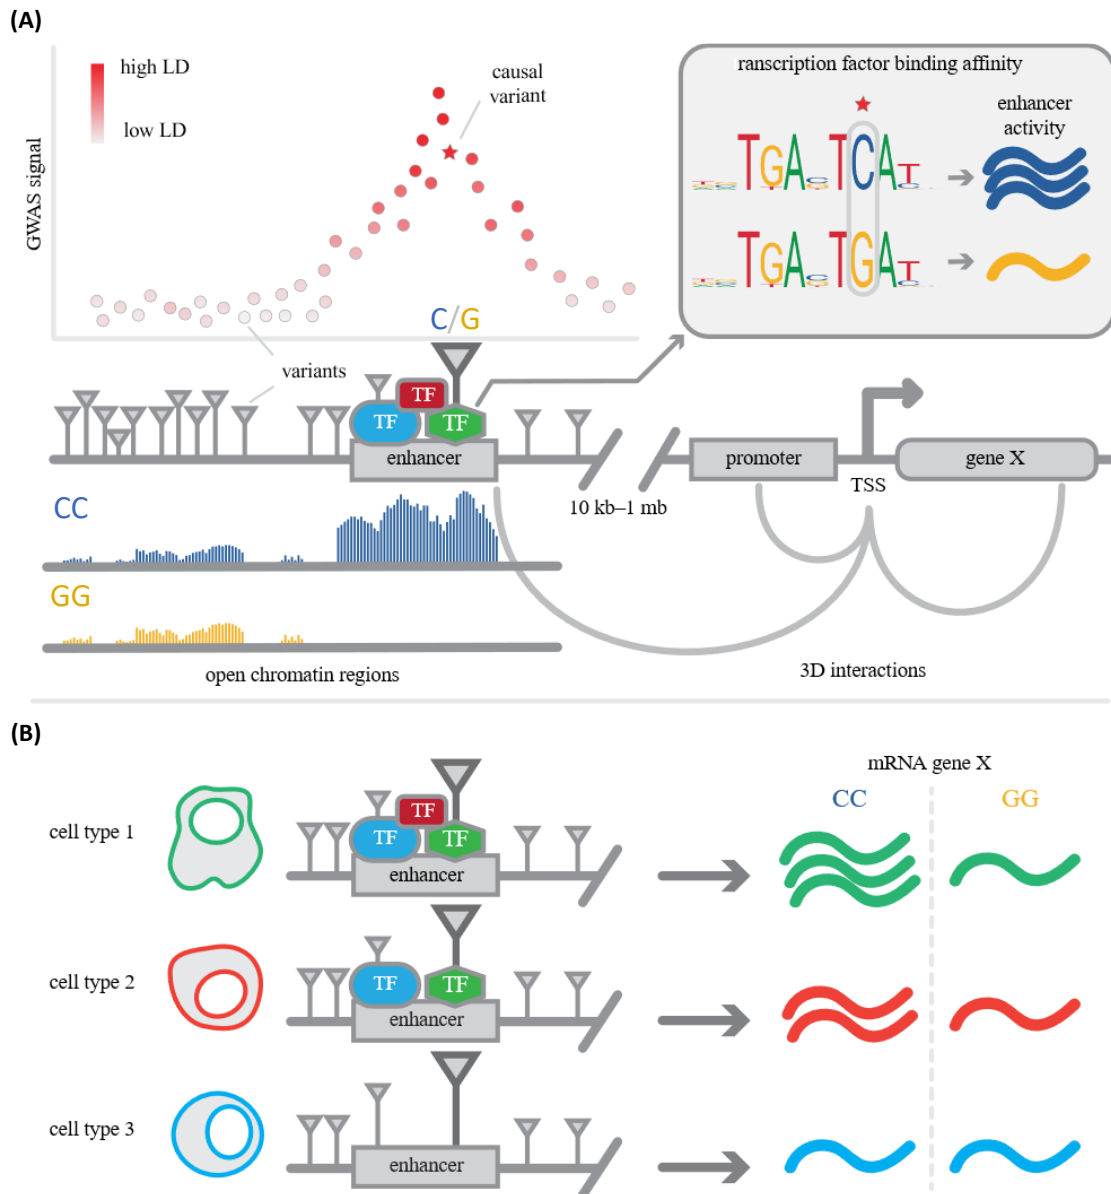 (A)
high LD
low LD
GWAS signal
causal
variant
variants
C/G
ranscription factor binding affinity
enhancer
activity
TGA TCAT
TGA TGAT
TF
TF
TF
enhancer
10 kb–1 mb
promoter
TSS
gene X
CC
GG
open chromatin regions
3D interactions
(B)
mRNA gene X
CC
GG
cell type 1
TF
TF
TF
enhancer
cell type 2
TF
TF
enhancer
cell type 3
enhancer